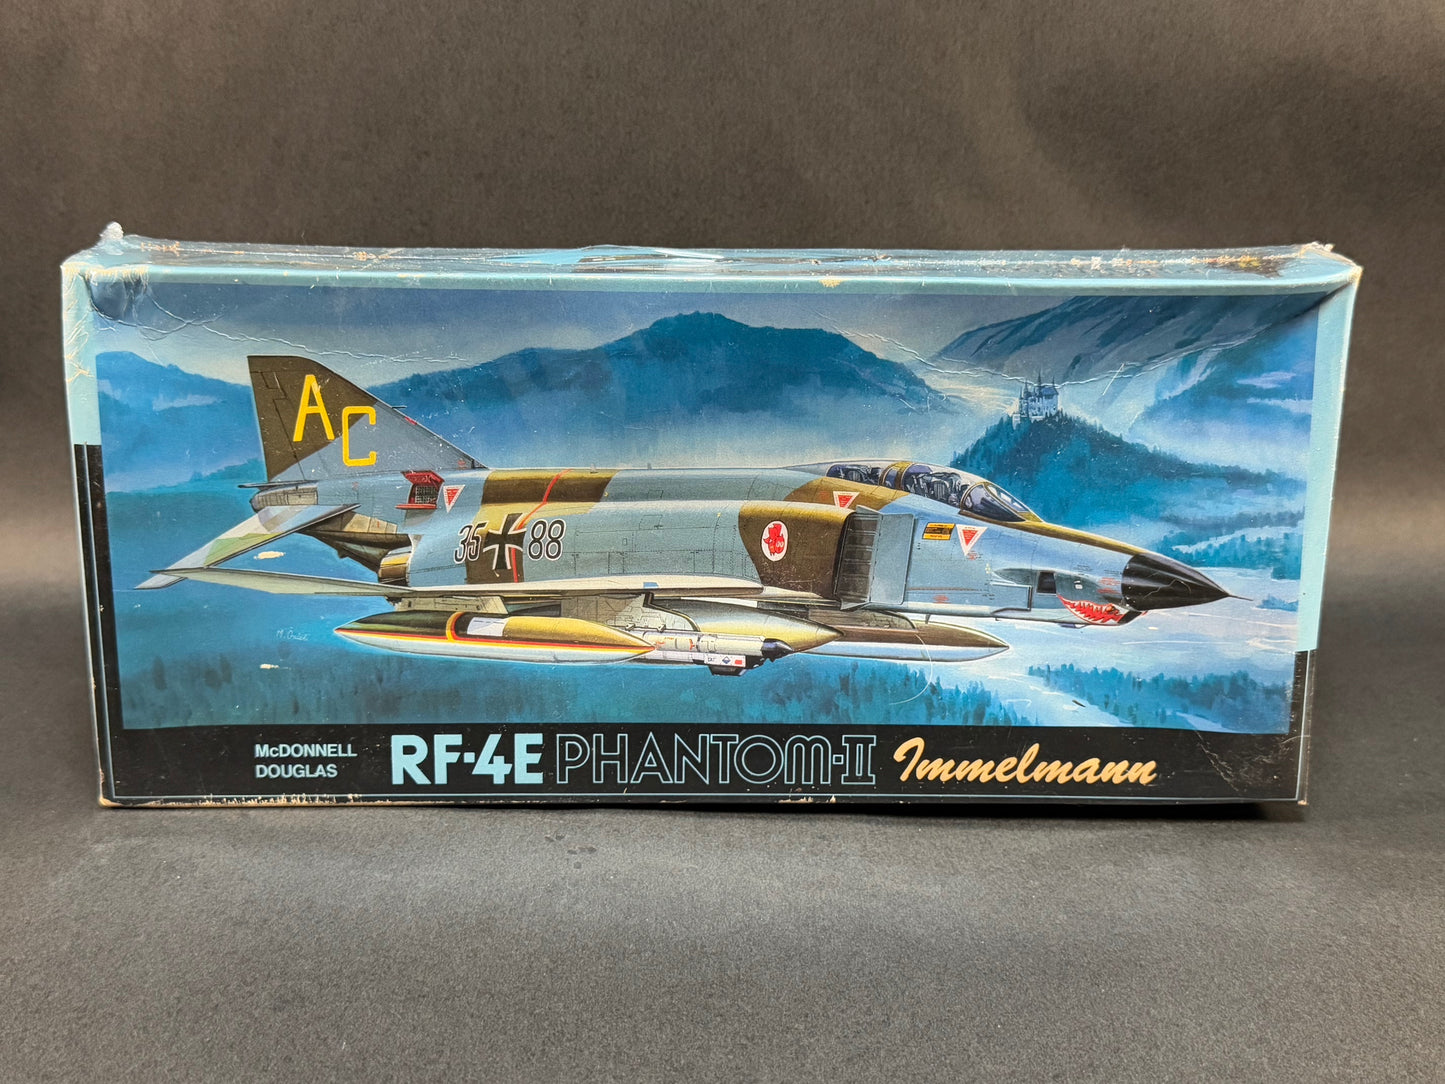 AC
35 88
McDONNELL
DOUGLAS
RF-4E PHANTOM-II Immelmann